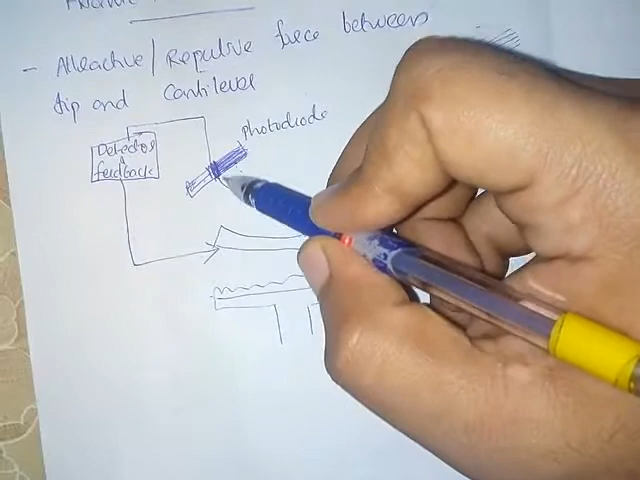 - Attractive / Repulsive force between
tip and Cantilever
photodiode
Detector &
feedback